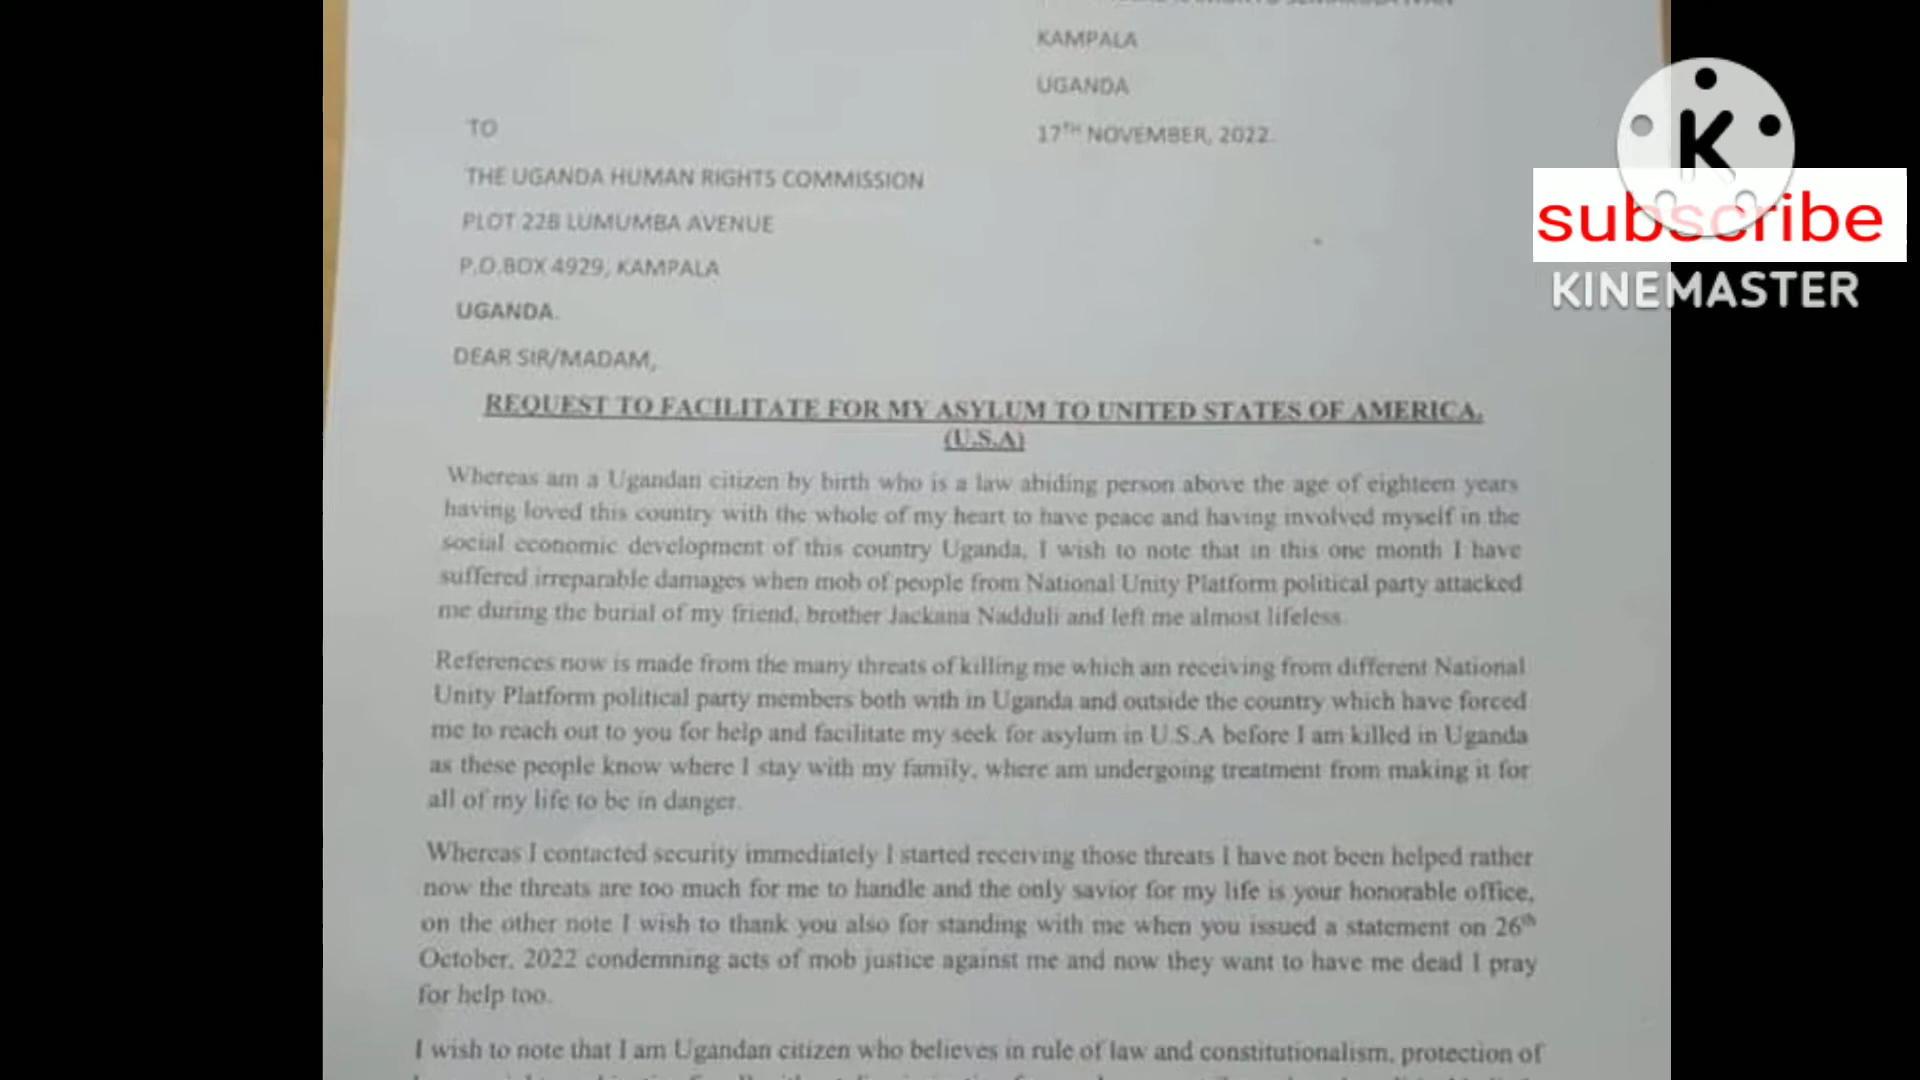 KAMPALA
UGANDA
17TH NOVEMBER, 2022.
TO
THE UGANDA HUMAN RIGHTS COMMISSION
PLOT 22B LUMUMBA AVENUE
P.O.BOX 4929, KAMPALA
UGANDA.
DEAR SIR/MADAM,
REQUEST TO FACILITATE FOR MY ASYLUM TO UNITED STATES OF AMERICA.
(U.S.A)
Whereas am a Ugandan citizen by birth who is a law abiding person above the age of eighteen years
having loved this country with the whole of my heart to have peace and having involved myself in the
social economic development of this country Uganda, I wish to note that in this one month I have
suffered irreparable damages when mob of people from National Unity Platform political party attacked
me during the burial of my friend, brother Jackana Nadduli and left me almost lifeless.
References now is made from the many threats of killing me which am receiving from different National
Unity Platform political party members both with in Uganda and outside the country which have forced
me to reach out to you for help and facilitate my seek for asylum in U.S.A before I am killed in Uganda
as these people know where I stay with my family, where am undergoing treatment from making it for
all of my life to be in danger.
Whereas I contacted security immediately I started receiving those threats I have not been helped rather
now the threats are too much for me to handle and the only savior for my life is your honorable office,
on the other note I wish to thank you also for standing with me when you issued a statement on 26th
October, 2022 condemning acts of mob justice against me and now they want to have me dead I pray
for help too.
I wish to note that I am Ugandan citizen who believes in rule of law and constitutionalism, protection of
K
subscribe
KINEMASTER